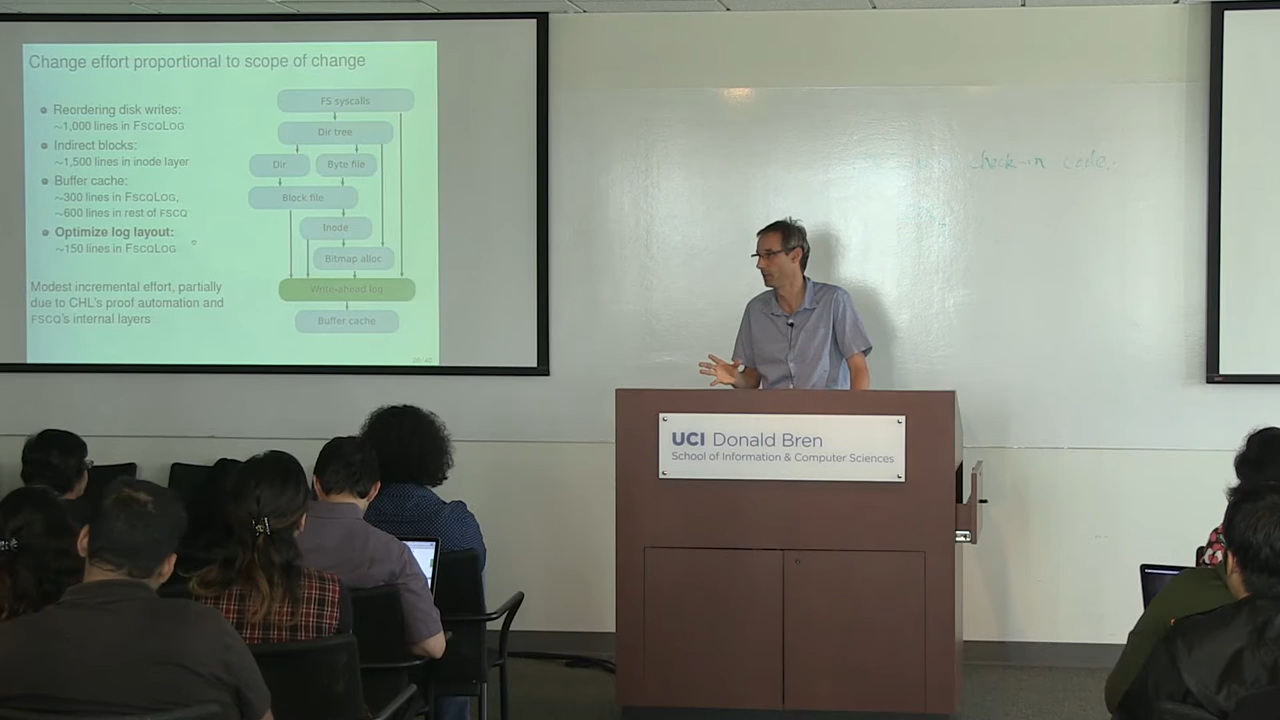 Change effort proportional to scope of change
● Reordering disk writes:
~1,000 lines in FSCQLOG
● Indirect blocks:
~1,500 lines in inode layer
● Buffer cache:
~300 lines in FSCQLOG,
~600 lines in rest of FSCQ
● Optimize log layout:
~150 lines in FSCQLOG
Modest incremental effort, partially
due to CHL's proof automation and
FSCQ's internal layers
FS syscalls
Dir tree
Dir
Byte file
Block file
Inode
Bitmap alloc
Write-ahead log
Buffer cache
20/40
check-in code:
UCI Donald Bren
School of Information & Computer Sciences